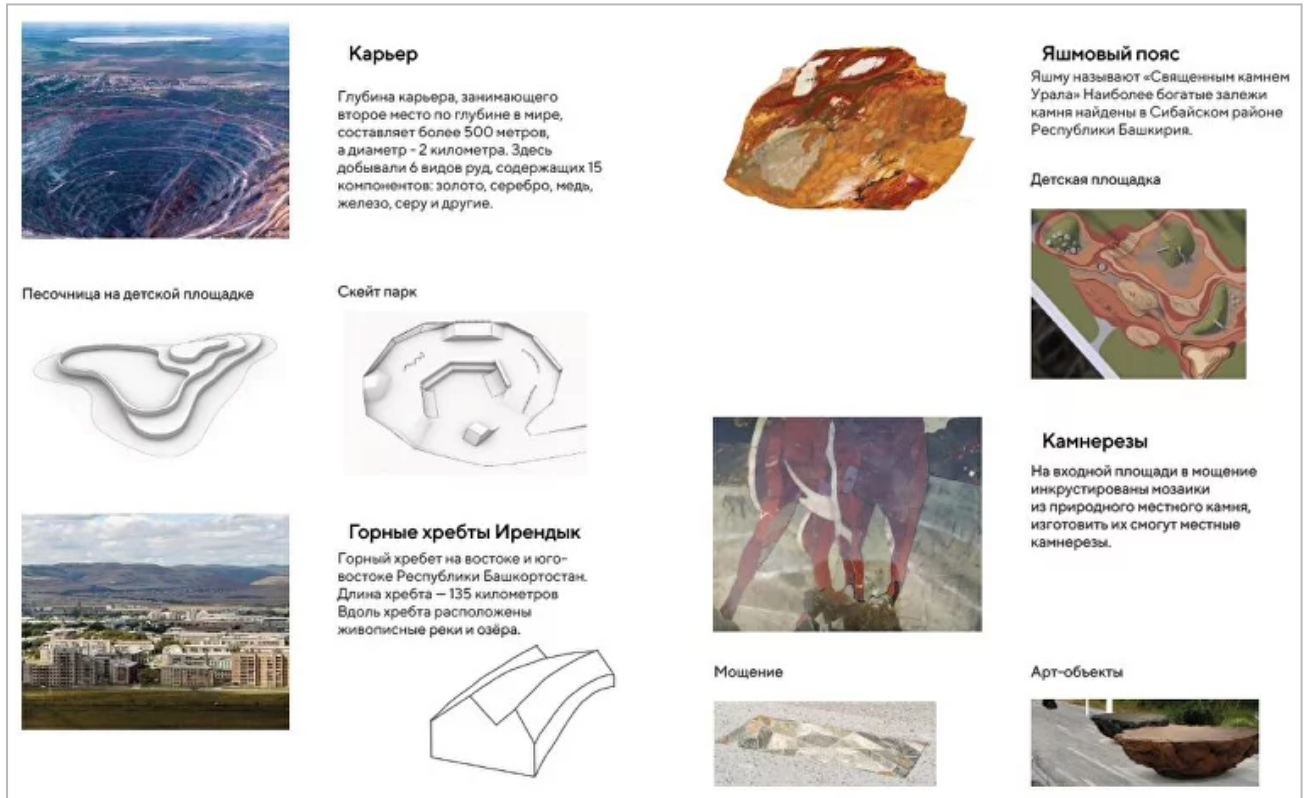 Карьер
Глубина карьера, занимающего
второе место по глубине в мире,
составляет более 500 метров,
а диаметр - 2 километра. Здесь
добывали 6 видов руд, содержащих 15
компонентов: золото, серебро, медь,
железо, серу и другие.
Песочница на детской площадке
Скейт парк
Горные хребты Ирендык
Горный хребет на востоке и юго-
востоке Республики Башкортостан.
Длина хребта — 135 километров
Вдоль хребта расположены
живописные реки и озёра.
Яшмовый пояс
Яшму называют «Священным камнем
Урала» Наиболее богатые залежи
камня найдены в Сибайском районе
Республики Башкирия.
Детская площадка
Камнерезы
На входной площади в мощение
инкрустированы мозаики
из природного местного камня,
изготовить их смогут местные
камнерезы.
Мощение
Арт-объекты